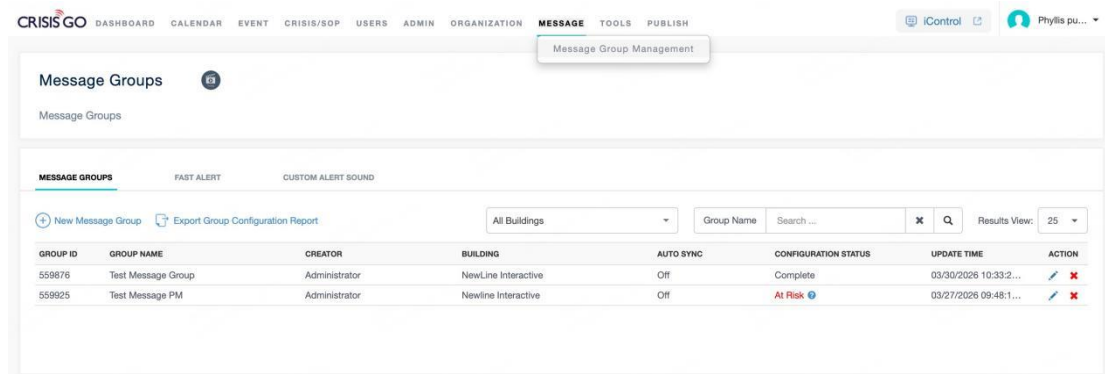 CRISISGO DASHBOARD CALENDAR EVENT CRISIS/SOP USERS ADMIN ORGANIZATION MESSAGE TOOLS PUBLISH iControl Phyllis pu...
Message Group Management
Message Groups
Message Groups
MESSAGE GROUPS FAST ALERT CUSTOM ALERT SOUND
New Message Group Export Group Configuration Report All Buildings Group Name Search ... Results View: 25
GROUP ID GROUP NAME CREATOR BUILDING AUTO SYNC CONFIGURATION STATUS UPDATE TIME ACTION
559876 Test Message Group Administrator NewLine Interactive Off Complete 03/30/2026 10:33:2...
559925 Test Message PM Administrator Newline Interactive Off At Risk 03/27/2026 09:48:1...